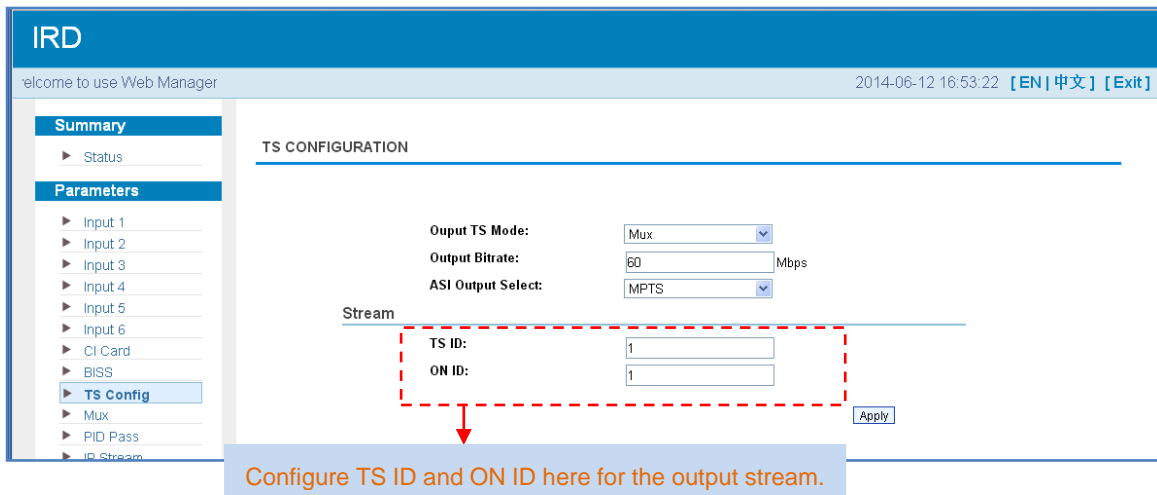 IRD
elcome to use Web Manager
2014-06-12 16:53:22 [EN|中文] [Exit]
Summary
Status
Parameters
Input 1
Input 2
Input 3
Input 4
Input 5
Input 6
CI Card
BISS
TS Config
Mux
PID Pass
IP Stream
TS CONFIGURATION
Ouput TS Mode: Mux
Output Bitrate: 60 Mbps
ASI Output Select: MPTS
Stream
TS ID: 1
ON ID: 1
Apply
Configure TS ID and ON ID here for the output stream.